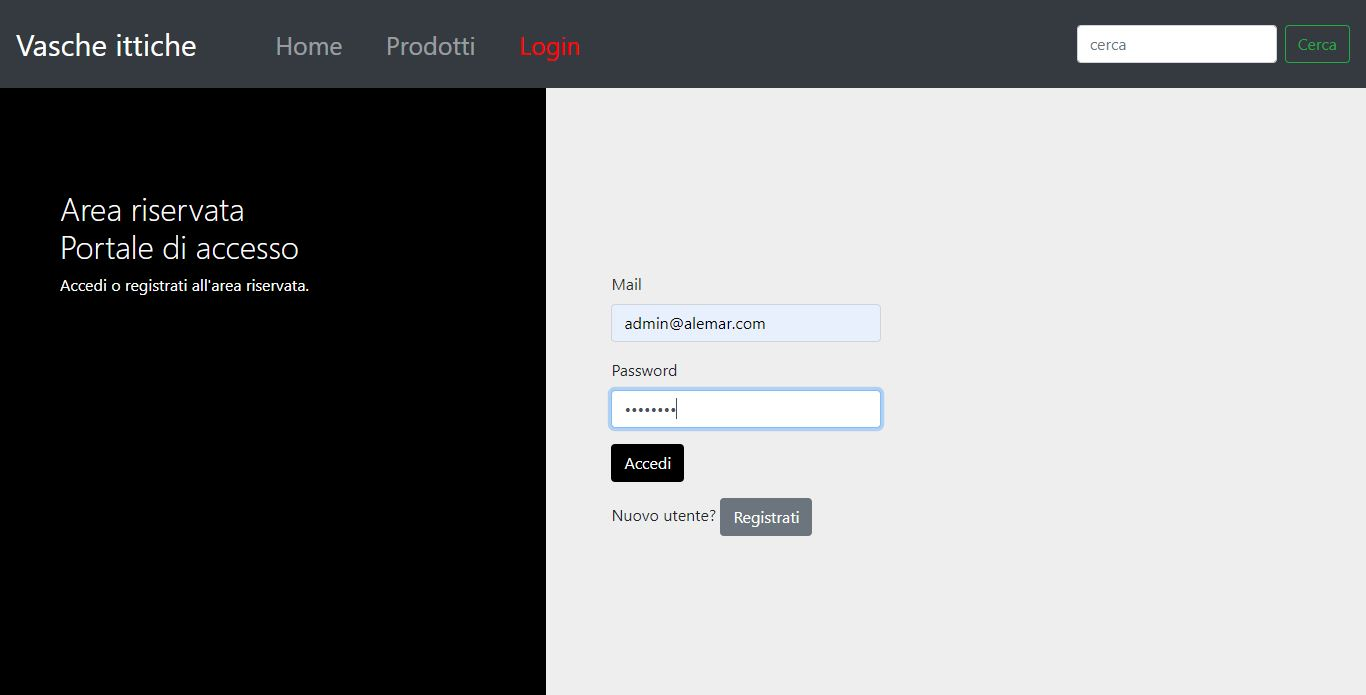 Vasche ittiche Home Prodotti Login cerca Cerca
Area riservata
Portale di accesso
Accedi o registrati all'area riservata.
Mail
admin@alemar.com
Password
••••••••
Accedi
Nuovo utente? Registrati